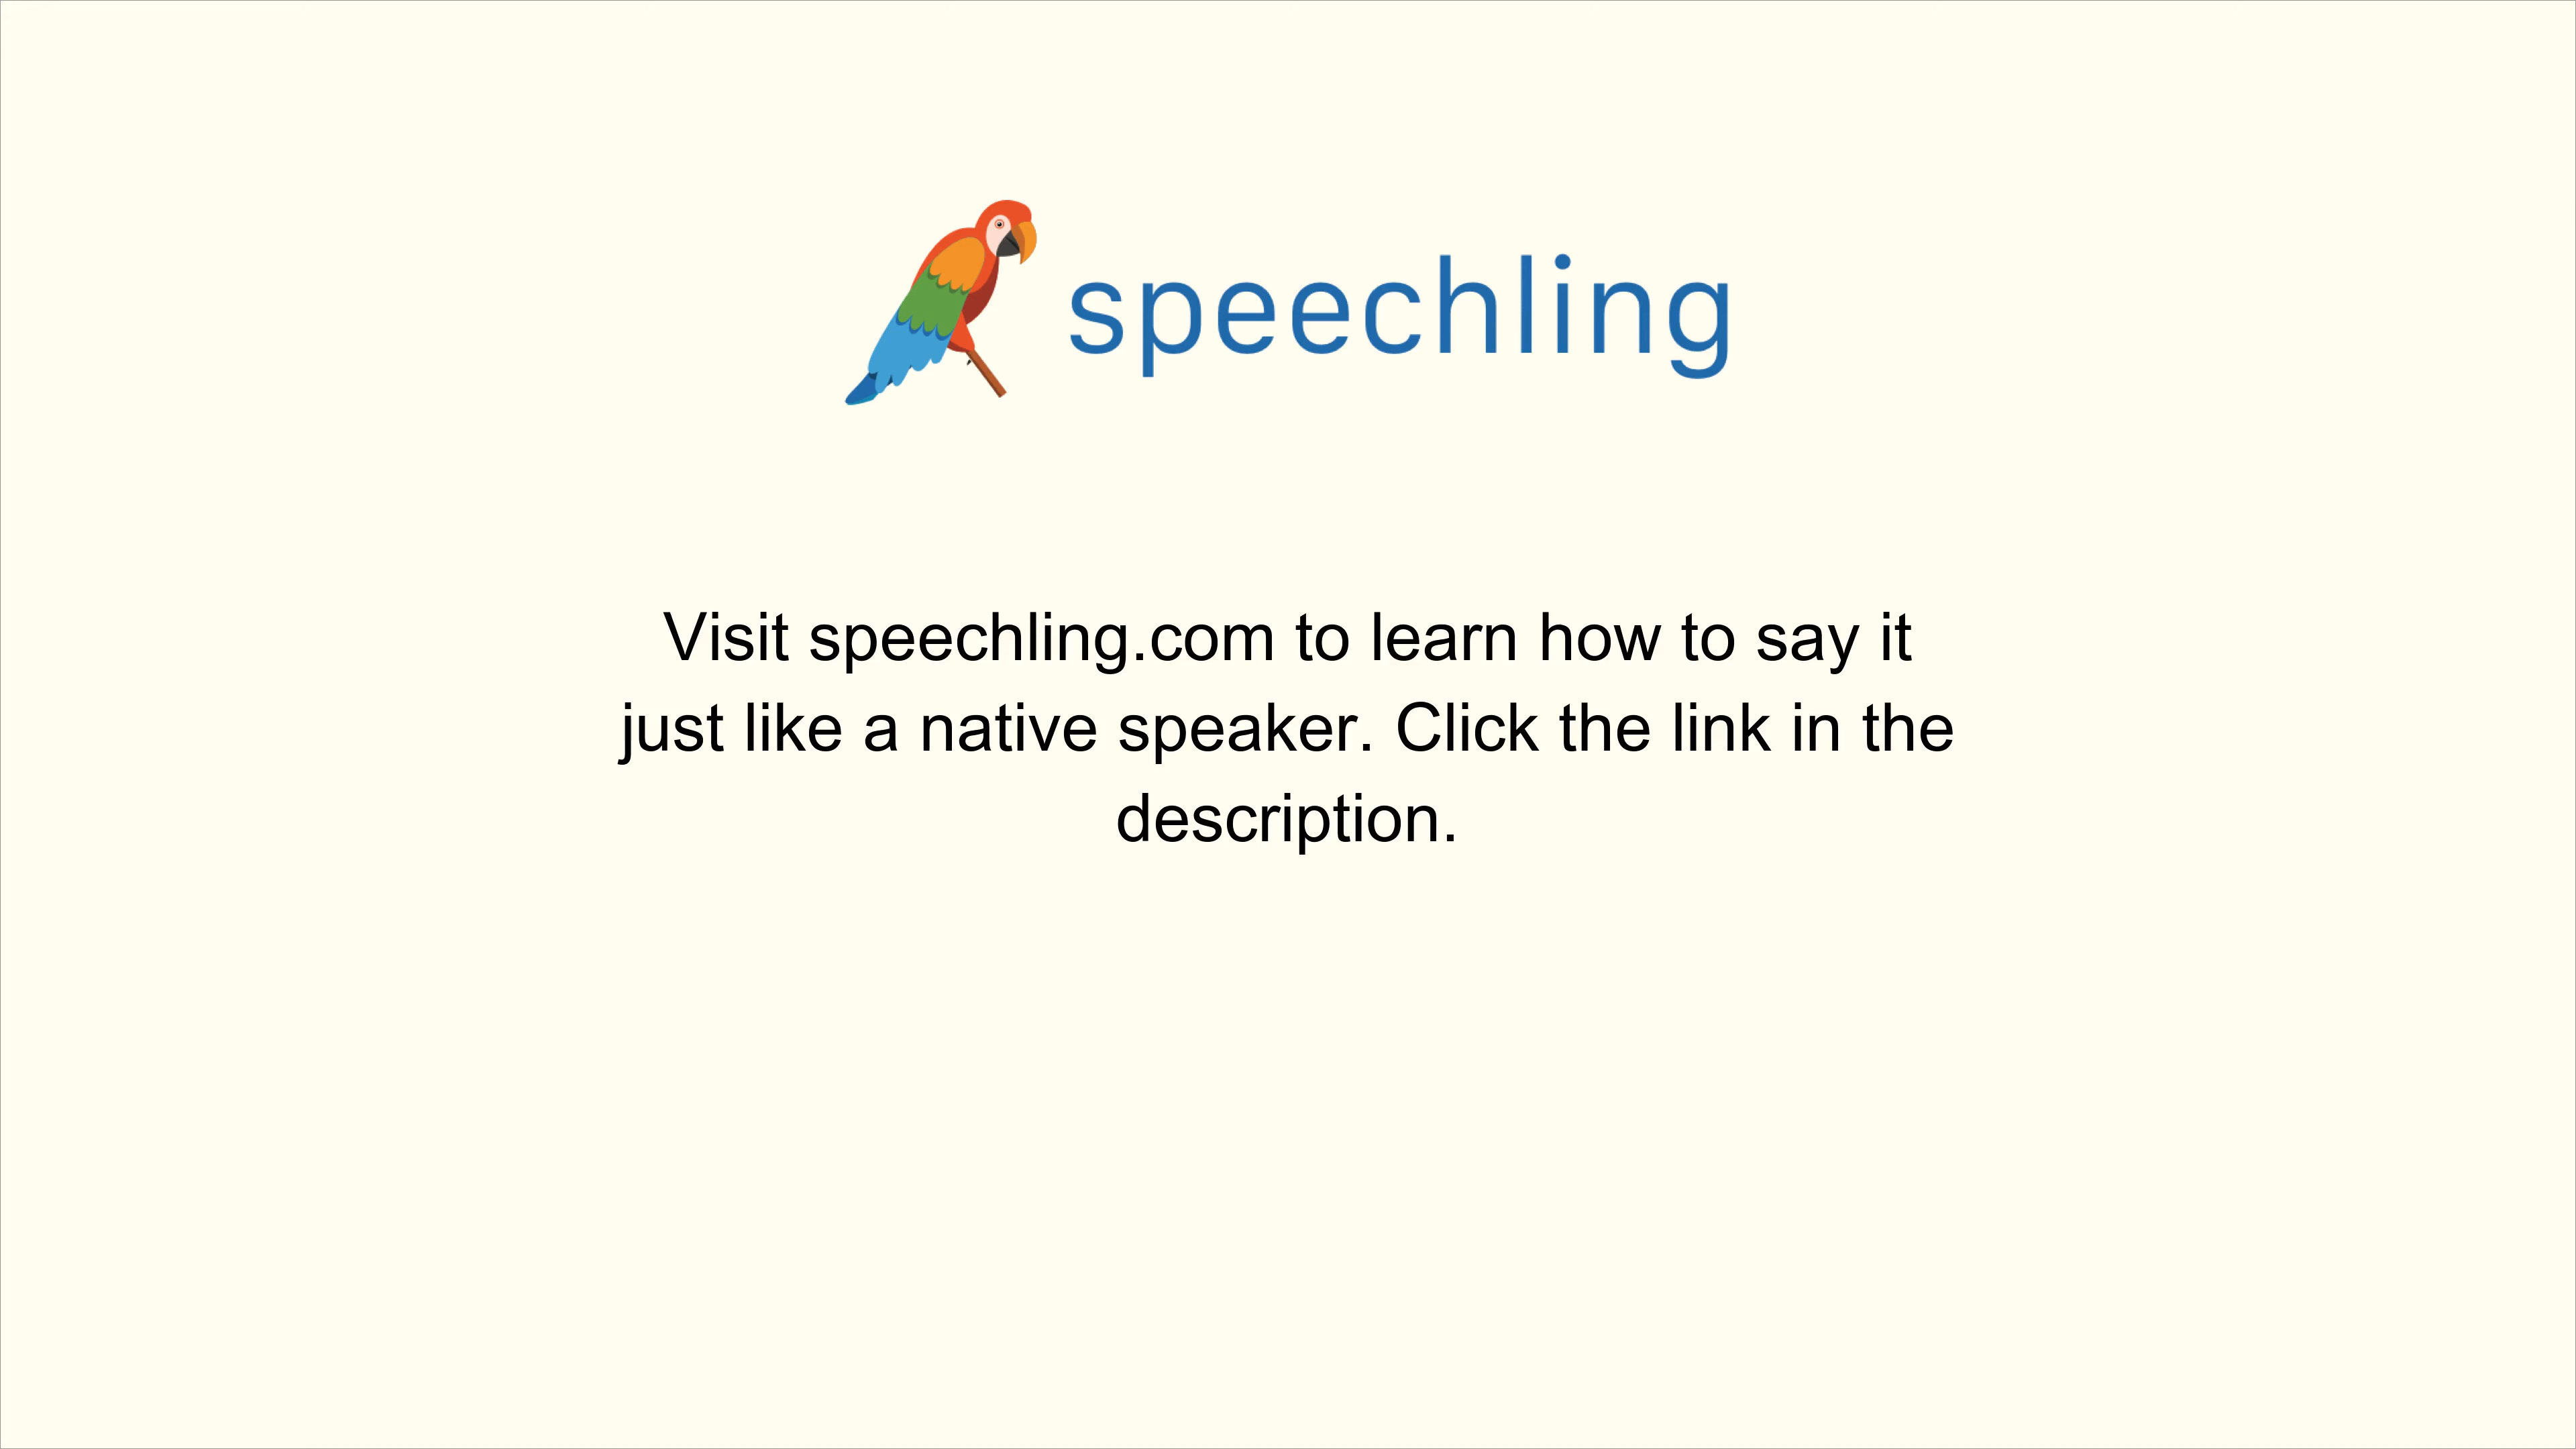 speechling
Visit speechling.com to learn how to say it
just like a native speaker. Click the link in the
description.